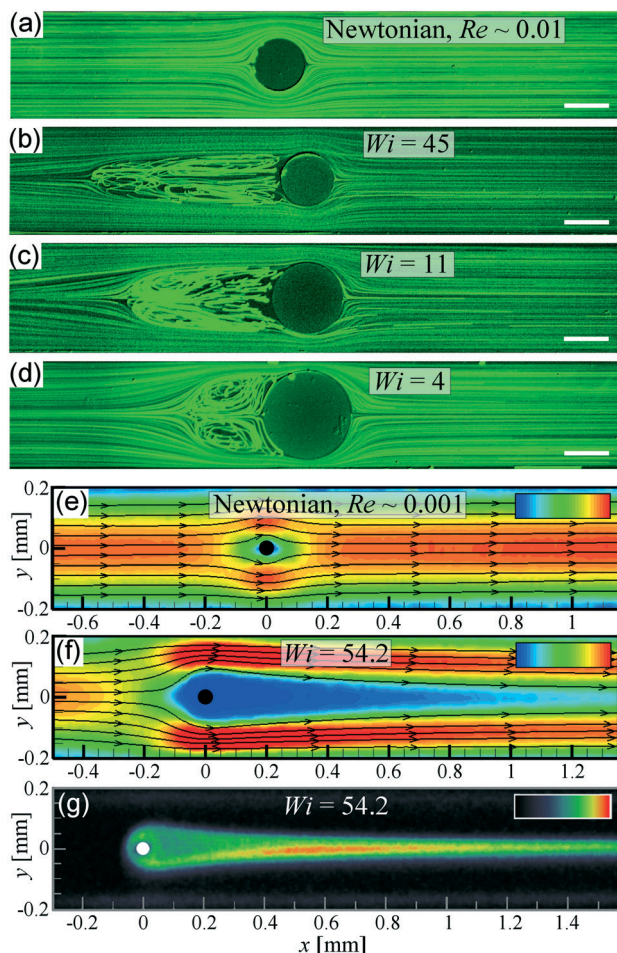 (a) Newtonian, Re ~ 0.01
(b) Wi = 45
(c) Wi = 11
(d) Wi = 4
(e) Newtonian, Re ~ 0.001
y [mm]
0.2
0
-0.2
-0.6 -0.4 -0.2 0 0.2 0.4 0.6 0.8 1
(f) Wi = 54.2
y [mm]
0.2
0
-0.2
-0.4 -0.2 0 0.2 0.4 0.6 0.8 1 1.2
(g) Wi = 54.2
y [mm]
0.2
0
-0.2
0 0.2 0.4 0.6 0.8 1 1.2 1.4
x [mm]